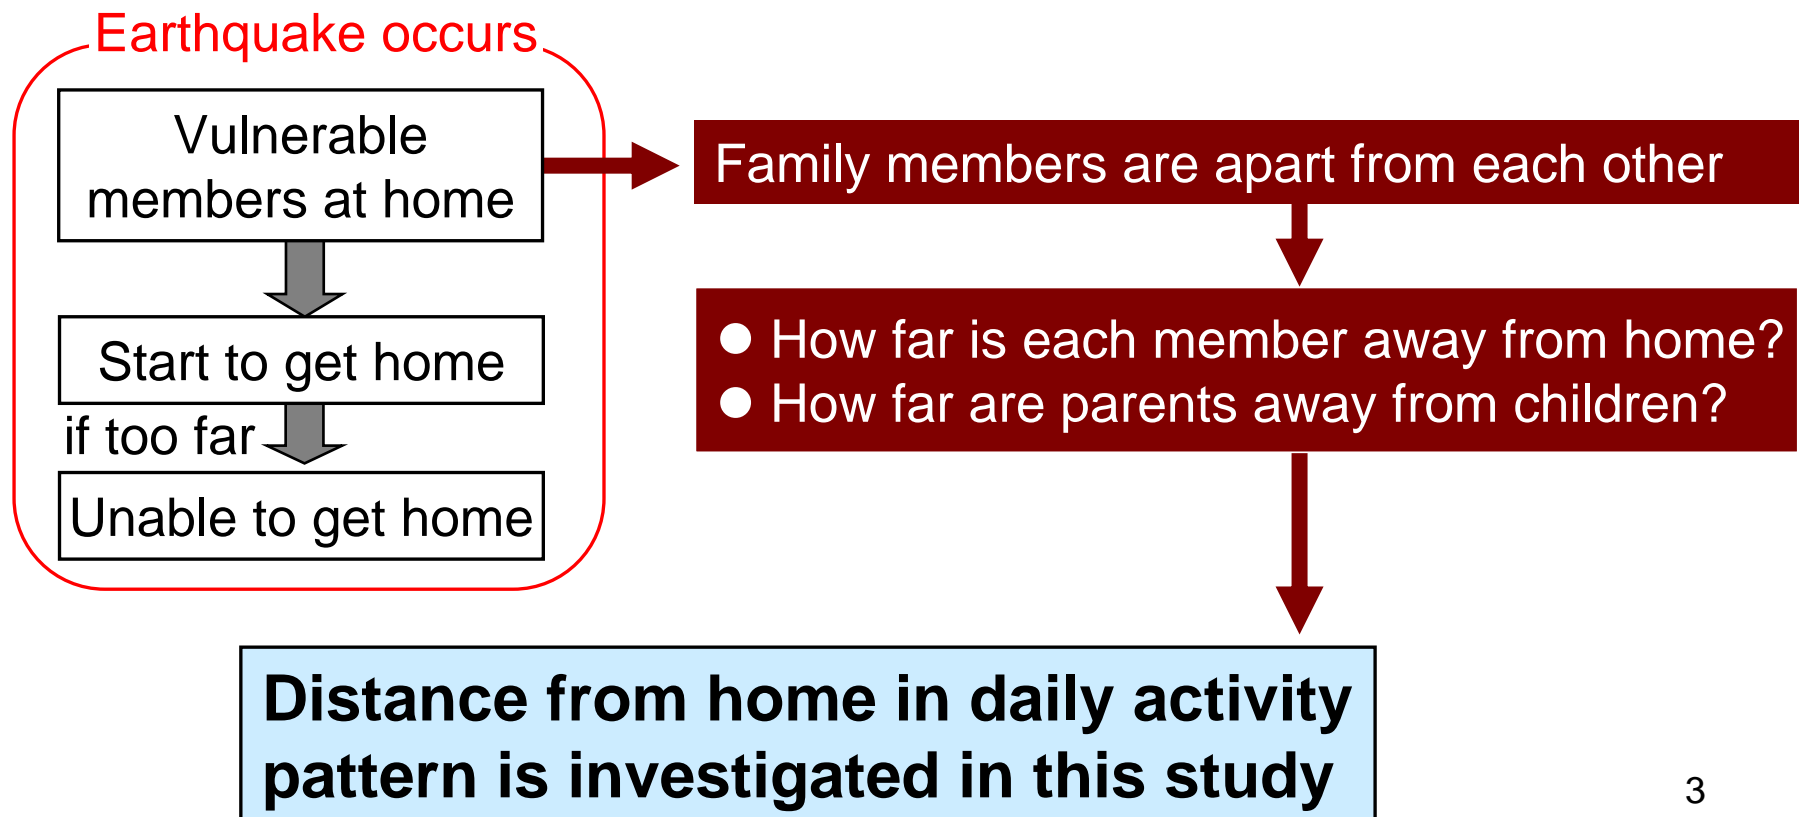 Earthquake occurs
Vulnerable
members at home
Start to get home
if too far
Unable to get home
Family members are apart from each other
● How far is each member away from home?
● How far are parents away from children?
Distance from home in daily activity
pattern is investigated in this study
3